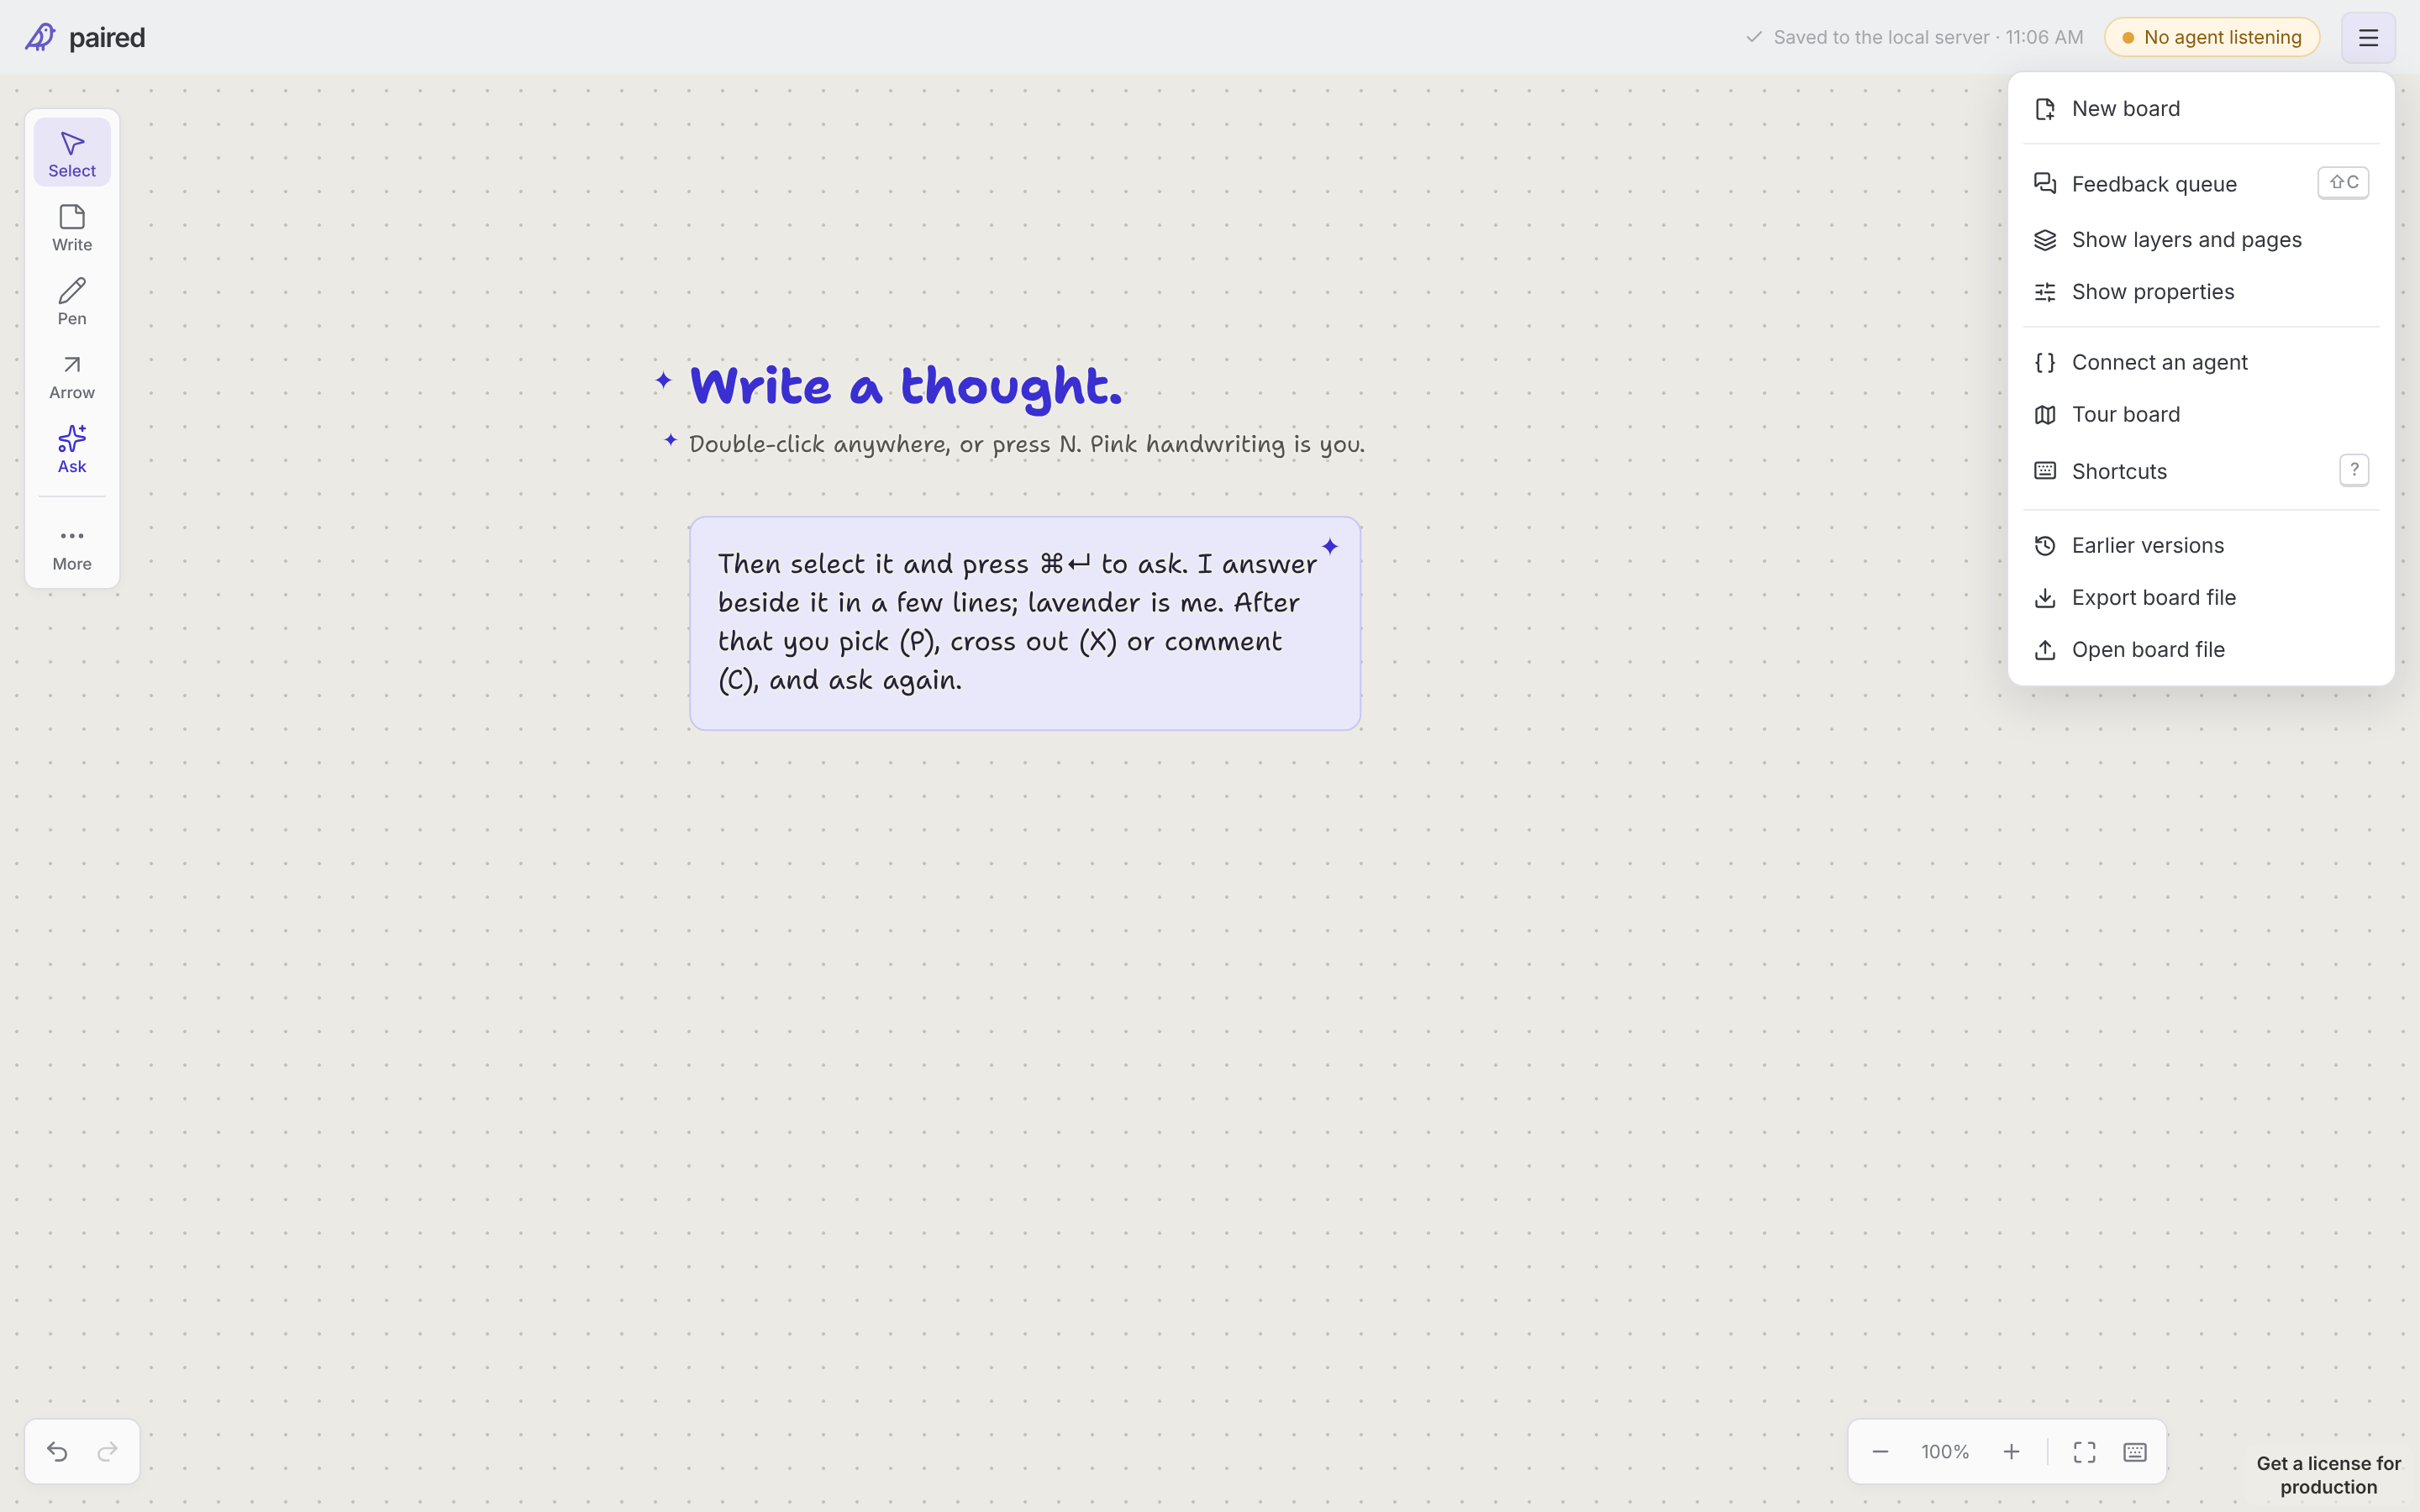 paired
Saved to the local server · 11:06 AM
No agent listening
New board
Feedback queue ⇧C
Show layers and pages
Show properties
Connect an agent
Tour board
Shortcuts ?
Earlier versions
Export board file
Open board file
Select
Write
Pen
Arrow
Ask
More
Write a thought.
Double-click anywhere, or press N. Pink handwriting is you.
Then select it and press ⌘↵ to ask. I answer
beside it in a few lines; lavender is me. After
that you pick (P), cross out (X) or comment
(C), and ask again.
100%
Get a license for
production